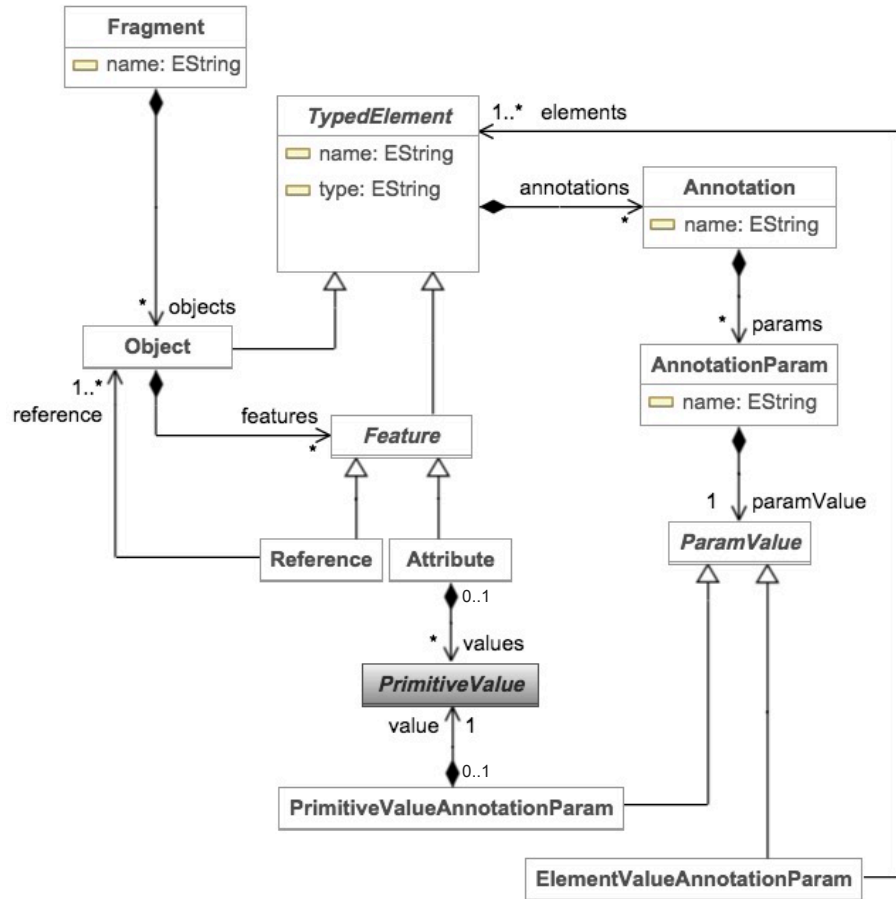 Fragment
name: EString
TypedElement
name: EString
type: EString
1..* elements
annotations
*
Annotation
name: EString
* objects
* params
Object
AnnotationParam
name: EString
1..*
reference
features
*
Feature
1 paramValue
ParamValue
Reference
Attribute
0..1
* values
PrimitiveValue
value 1
0..1
PrimitiveValueAnnotationParam
ElementValueAnnotationParam